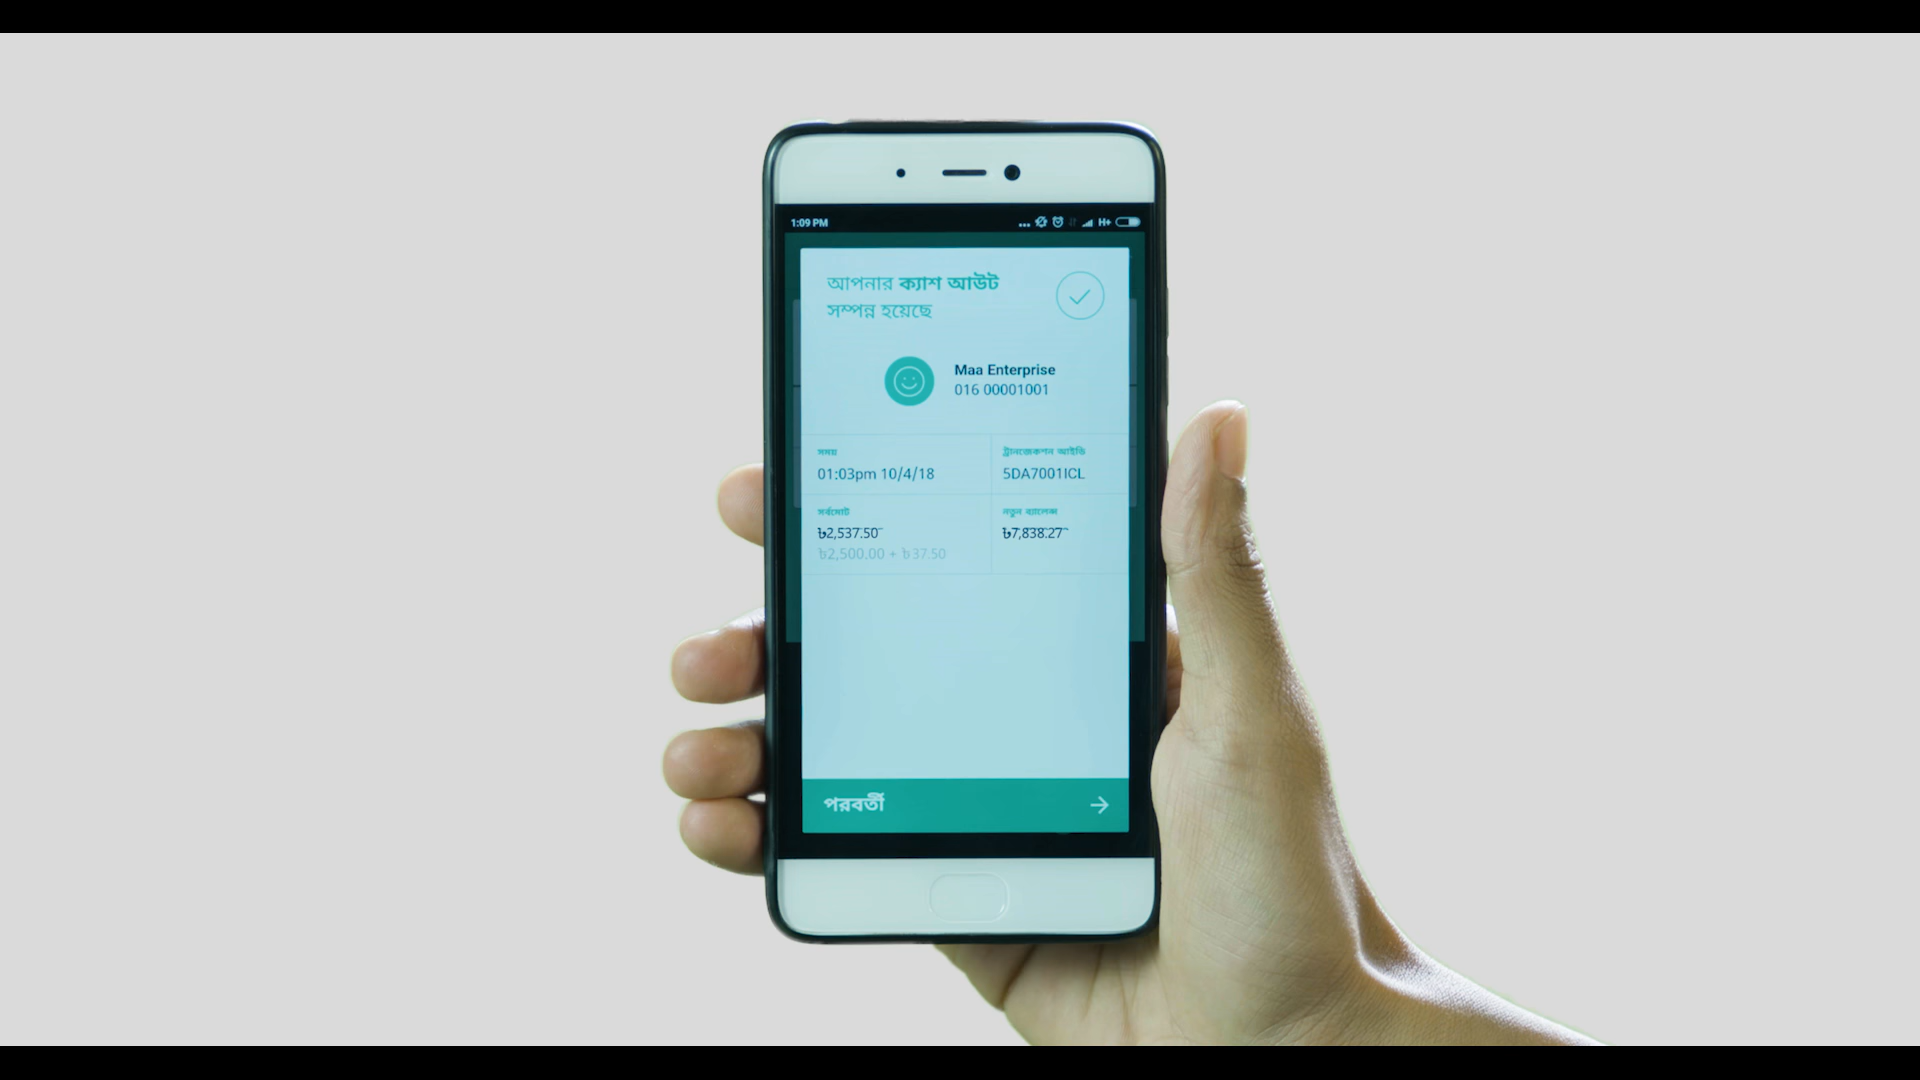 1:09 PM
H+
আপনার ক্যাশ আউট
সম্পন্ন হয়েছে
Maa Enterprise
016 00001001
সময়
01:03pm 10/4/18
ট্রানজেকশন আইডি
5DA7001ICL
সর্বমোট
৳2,537.50
৳2,500.00 + ৳37.50
নতুন ব্যালেন্স
৳7,838.27
পরবর্তী